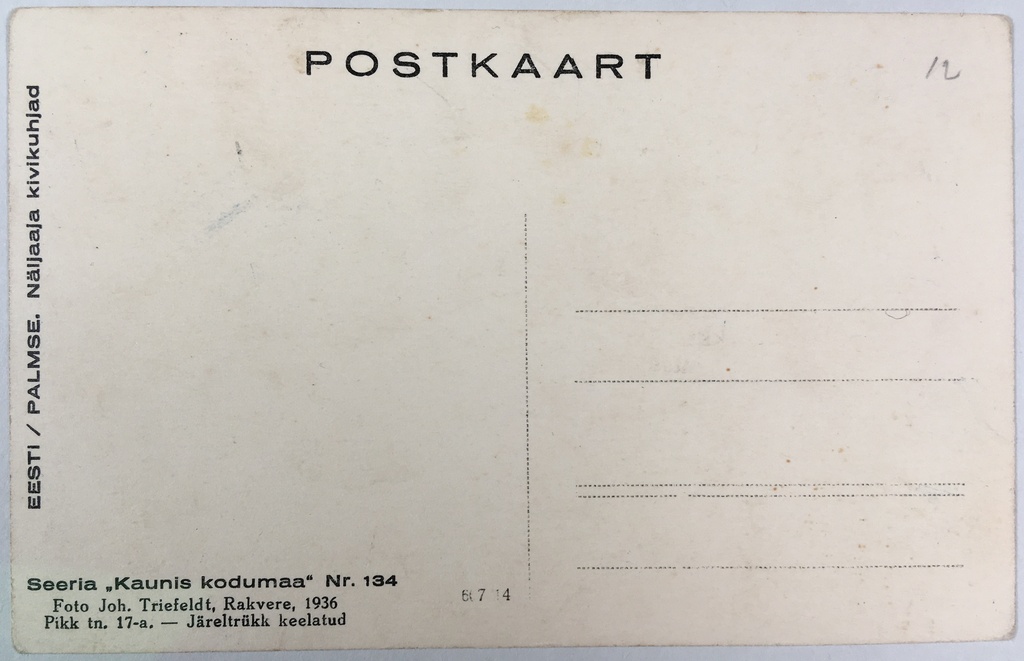 POSTKAART
12
EESTI / PALMSE. Näljaaja kivikuhjad
Seeria „Kaunis kodumaa“ Nr. 134
Foto Joh. Triefeldt, Rakvere, 1936
Pikk tn. 17-a. — Järeltrükk keelatud